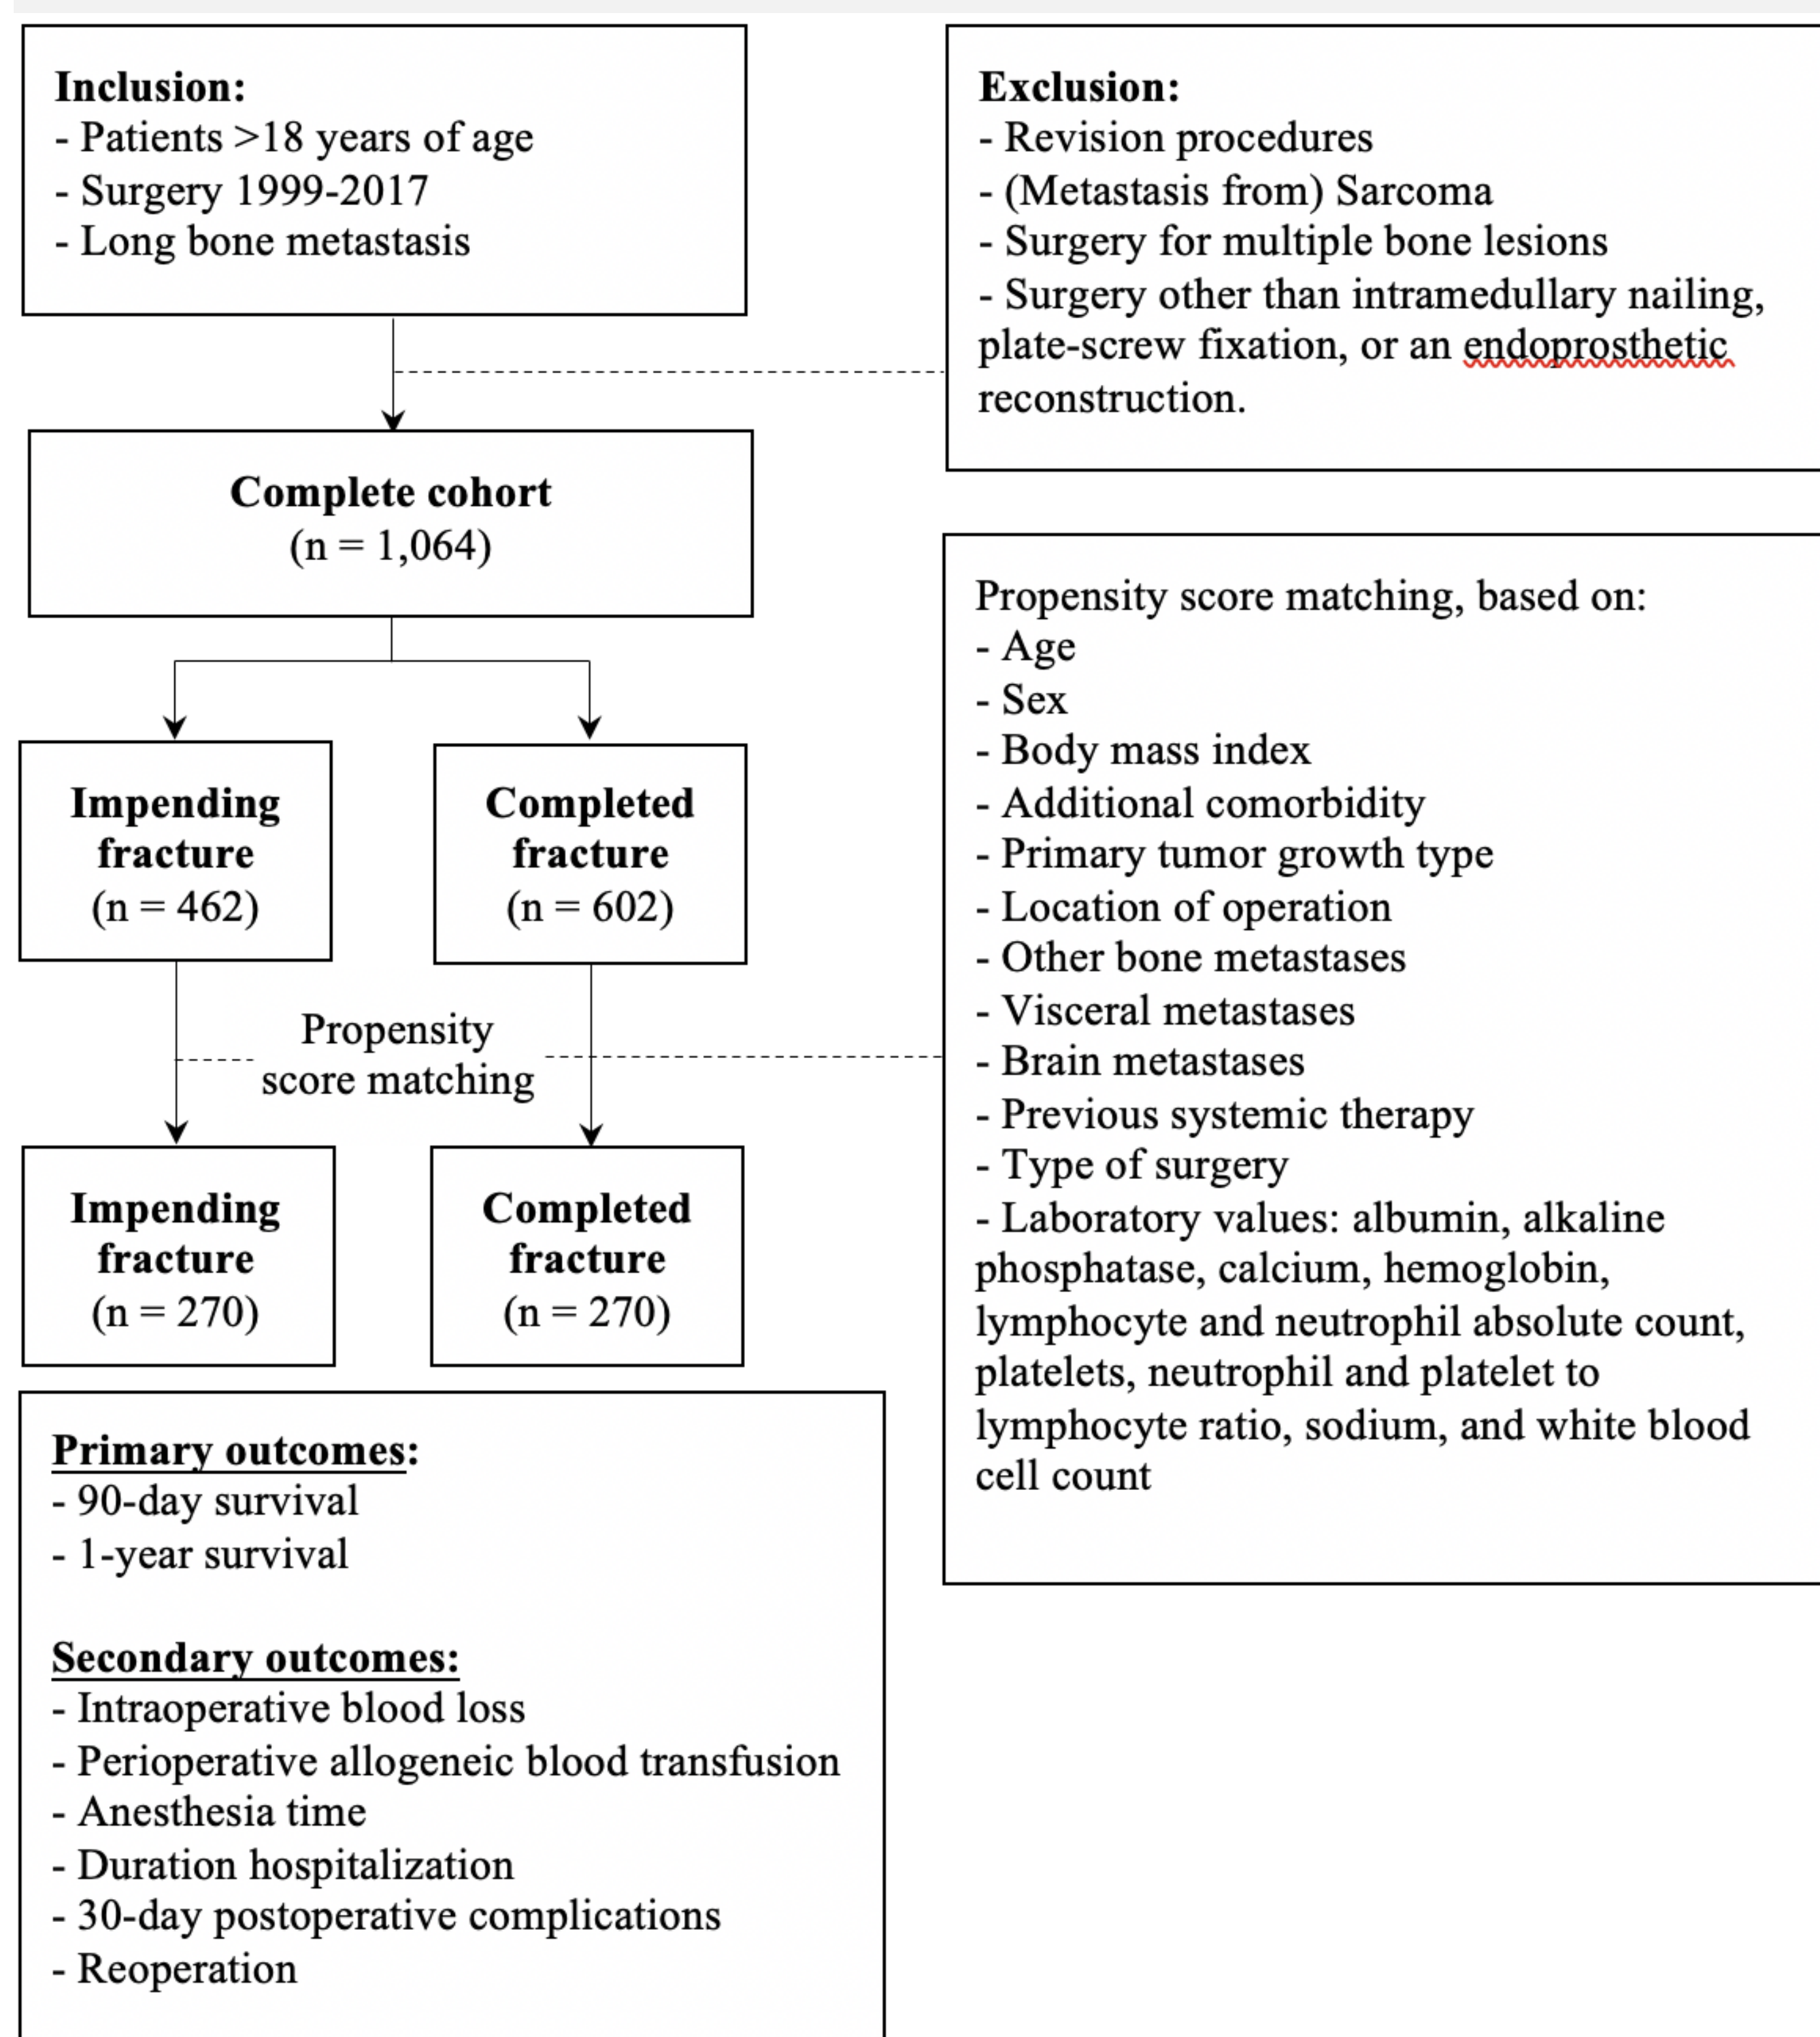 Inclusion:
- Patients >18 years of age
- Surgery 1999-2017
- Long bone metastasis
Exclusion:
- Revision procedures
- (Metastasis from) Sarcoma
- Surgery for multiple bone lesions
- Surgery other than intramedullary nailing,
plate-screw fixation, or an endoprosthetic
reconstruction.
Complete cohort
(n = 1,064)
Impending
fracture
(n = 462)
Completed
fracture
(n = 602)
Propensity
score matching
Propensity score matching, based on:
- Age
- Sex
- Body mass index
- Additional comorbidity
- Primary tumor growth type
- Location of operation
- Other bone metastases
- Visceral metastases
- Brain metastases
- Previous systemic therapy
- Type of surgery
- Laboratory values: albumin, alkaline
phosphatase, calcium, hemoglobin,
lymphocyte and neutrophil absolute count,
platelets, neutrophil and platelet to
lymphocyte ratio, sodium, and white blood
cell count
Impending
fracture
(n = 270)
Completed
fracture
(n = 270)
Primary outcomes:
- 90-day survival
- 1-year survival
Secondary outcomes:
- Intraoperative blood loss
- Perioperative allogeneic blood transfusion
- Anesthesia time
- Duration hospitalization
- 30-day postoperative complications
- Reoperation